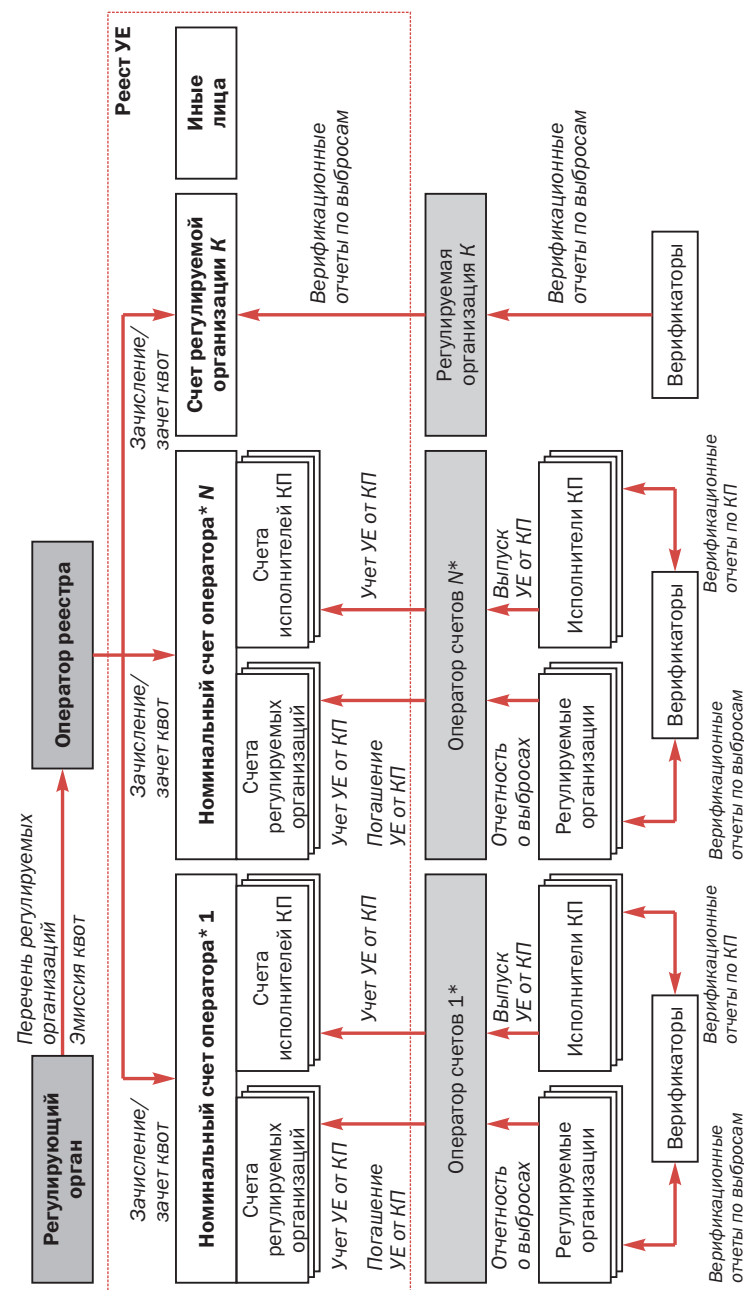 Регулирующий
орган
Перечень регулируемых
организаций
Эмиссия квот
Оператор реестра
Реест УЕ
Зачисление/
зачет квот
Зачисление/
зачет квот
Зачисление/
зачет квот
Номинальный счет оператора* 1
Счета
регулируемых
организаций
Счета
исполнителей КП
Номинальный счет оператора* N
Счета
регулируемых
организаций
Счета
исполнителей КП
Счет регулируемой
организации К
Иные
лица
Учет УЕ от КП
Погашение
УЕ от КП
Учет УЕ от КП
Учет УЕ от КП
Погашение
УЕ от КП
Учет УЕ от КП
Верификационные
отчеты по выбросам
Оператор счетов 1*
Оператор счетов N*
Регулируемая
организация К
Отчетность
о выбросах
Выпуск
УЕ от КП
Отчетность
о выбросах
Выпуск
УЕ от КП
Верификационные
отчеты по выбросам
Регулируемые
организации
Исполнители КП
Регулируемые
организации
Исполнители КП
Верификаторы
Верификаторы
Верификаторы
Верификационные
отчеты по выбросам
Верификационные
отчеты по КП
Верификационные
отчеты по выбросам
Верификационные
отчеты по КП